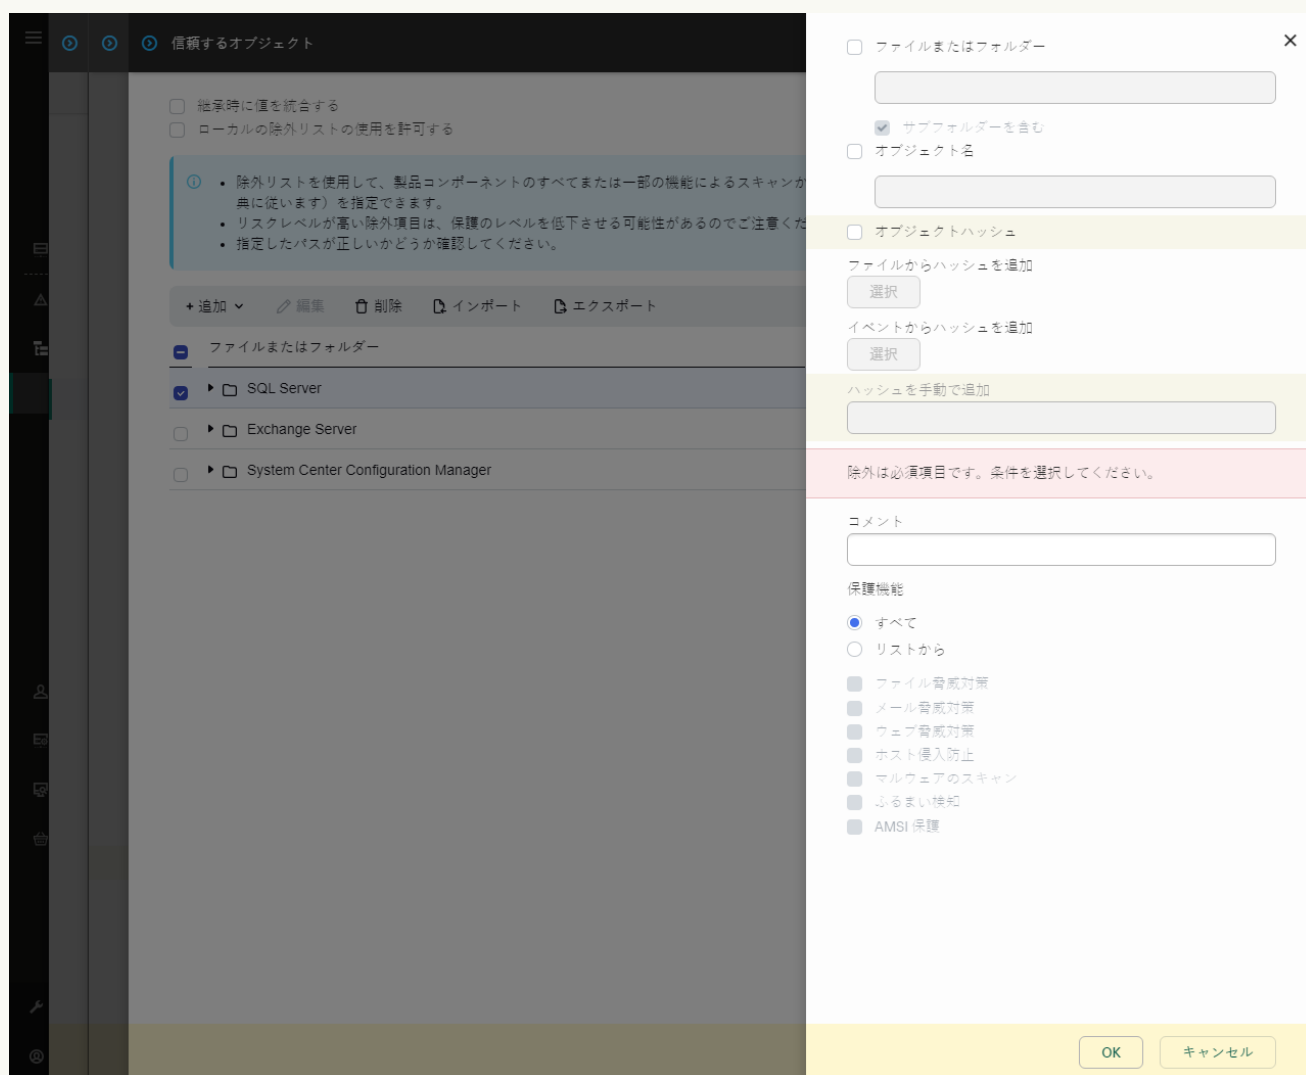 信頼するオブジェクト
継承時に値を統合する
ローカルの除外リストの使用を許可する
除外リストを使用して、製品コンポーネントのすべてまたは一部の機能によるスキャンか
典に従います）を指定できます。
リスクレベルが高い除外項目は、保護のレベルを低下させる可能性があるのでご注意くだ
指定したパスが正しいかどうか確認してください。
+ 追加 編集 削除 インポート エクスポート
ファイルまたはフォルダー
SQL Server
Exchange Server
System Center Configuration Manager
ファイルまたはフォルダー
サブフォルダーを含む
オブジェクト名
オブジェクトハッシュ
ファイルからハッシュを追加
選択
イベントからハッシュを追加
選択
ハッシュを手動で追加
除外は必須項目です。条件を選択してください。
コメント
保護機能
すべて
リストから
ファイル脅威対策
メール脅威対策
ウェブ脅威対策
ホスト侵入防止
マルウェアのスキャン
ふるまい検知
AMSI 保護
OK キャンセル